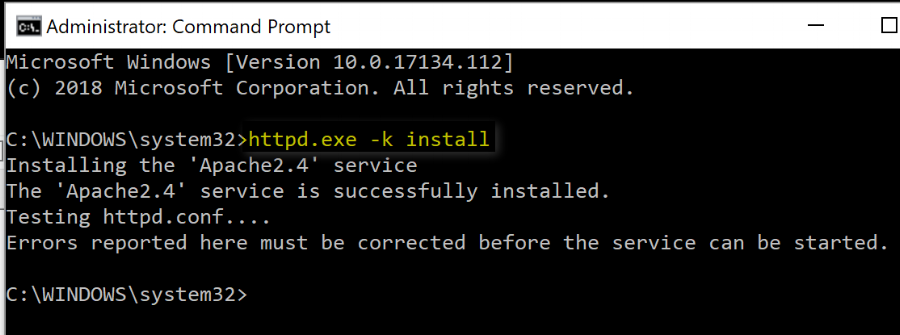 Administrator: Command Prompt
Microsoft Windows [Version 10.0.17134.112]
(c) 2018 Microsoft Corporation. All rights reserved.
C:\WINDOWS\system32>httpd.exe -k install
Installing the 'Apache2.4' service
The 'Apache2.4' service is successfully installed.
Testing httpd.conf....
Errors reported here must be corrected before the service can be started.
C:\WINDOWS\system32>